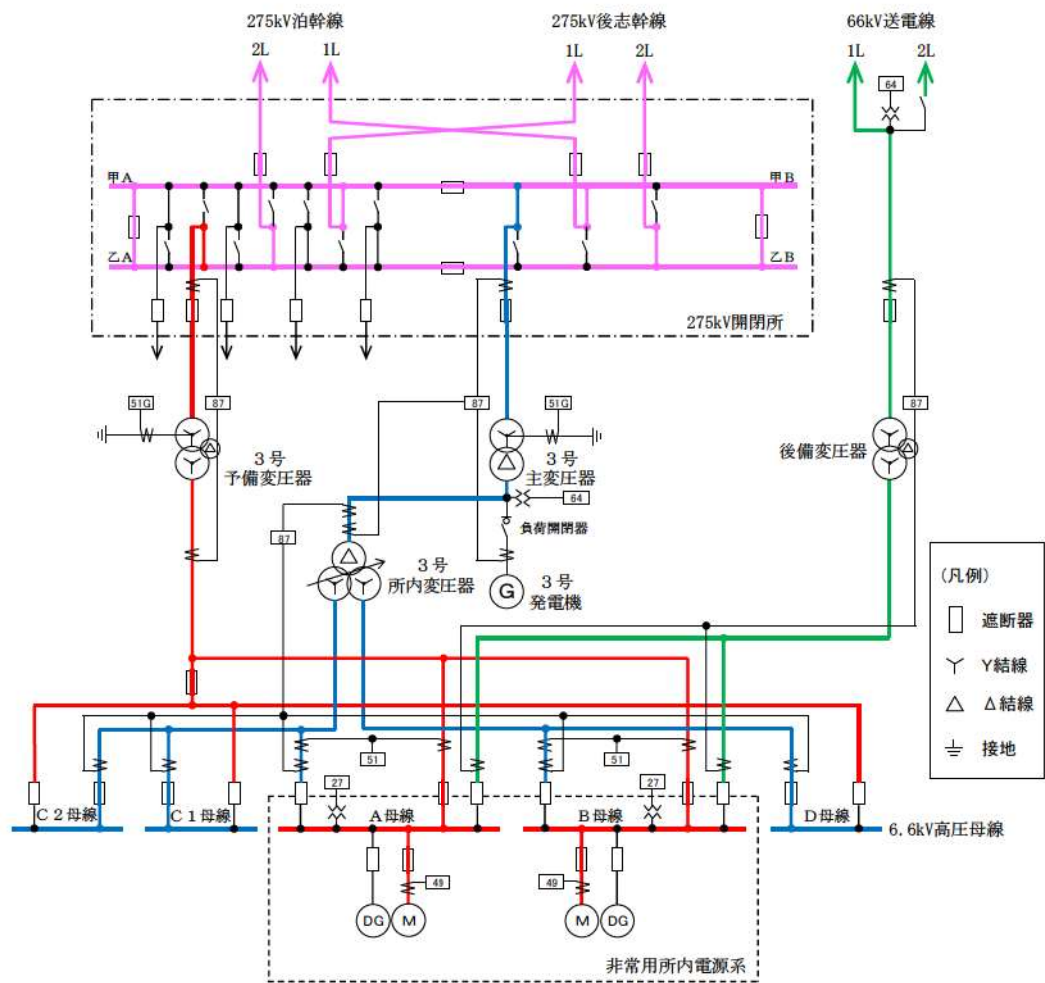 275kV泊幹線
275kV後志幹線
66kV送電線
2L
1L
1L
2L
1L
2L
64
甲A
甲B
乙A
乙B
275kV開閉所
51G
87
87
51G
87
3号
予備変圧器
3号
主変圧器
後備変圧器
64
87
負荷開閉器
3号
所内変圧器
G
3号
発電機
(凡例)
遮断器
Y結線
Δ結線
接地
51
51
27
27
C2母線
C1母線
A母線
B母線
D母線
6.6kV高圧母線
49
49
DG
M
M
DG
非常用所内電源系